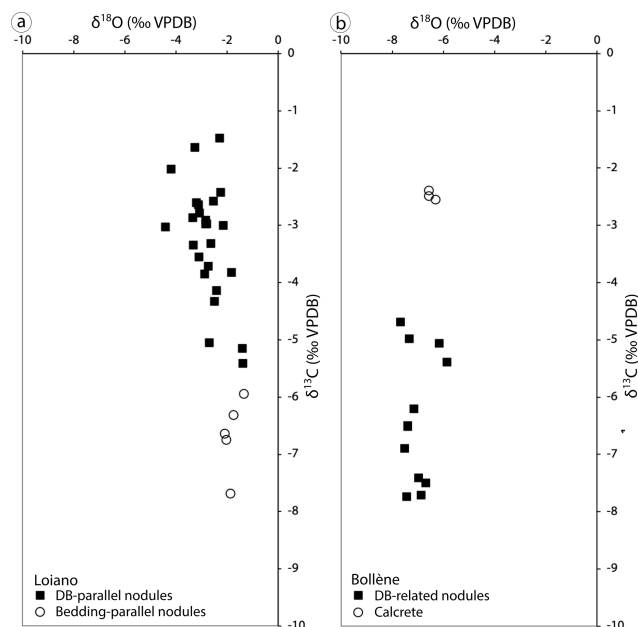 a
δ18O (‰ VPDB)
-10 -8 -6 -4 -2 0
0
-1
-2
-3
-4
-5
-6
-7
-8
-9
-10
δ13C (‰ VPDB)
Loiano
DB-parallel nodules
Bedding-parallel nodules
b
δ18O (‰ VPDB)
-10 -8 -6 -4 -2 0
0
-1
-2
-3
-4
-5
-6
-7
-8
-9
-10
δ13C (‰ VPDB)
Bollène
DB-related nodules
Calcrete